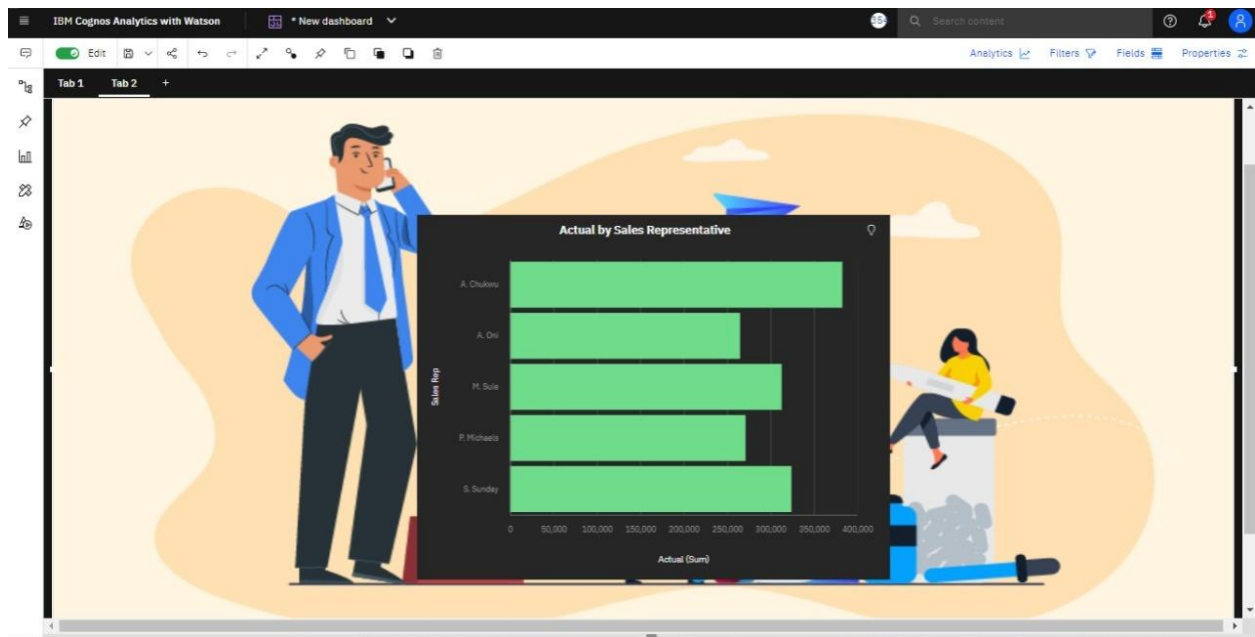 IBM Cognos Analytics with Watson
* New dashboard
Search content
1
Edit
Analytics
Filters
Fields
Properties
Tab 1
Tab 2
+
Actual by Sales Representative
Sales Rep
A. Chukwu
A. Oni
M. Suie
P. Michaels
S. Sunday
0 50,000 100,000 150,000 200,000 250,000 300,000 350,000 400,000
Actual (Sum)